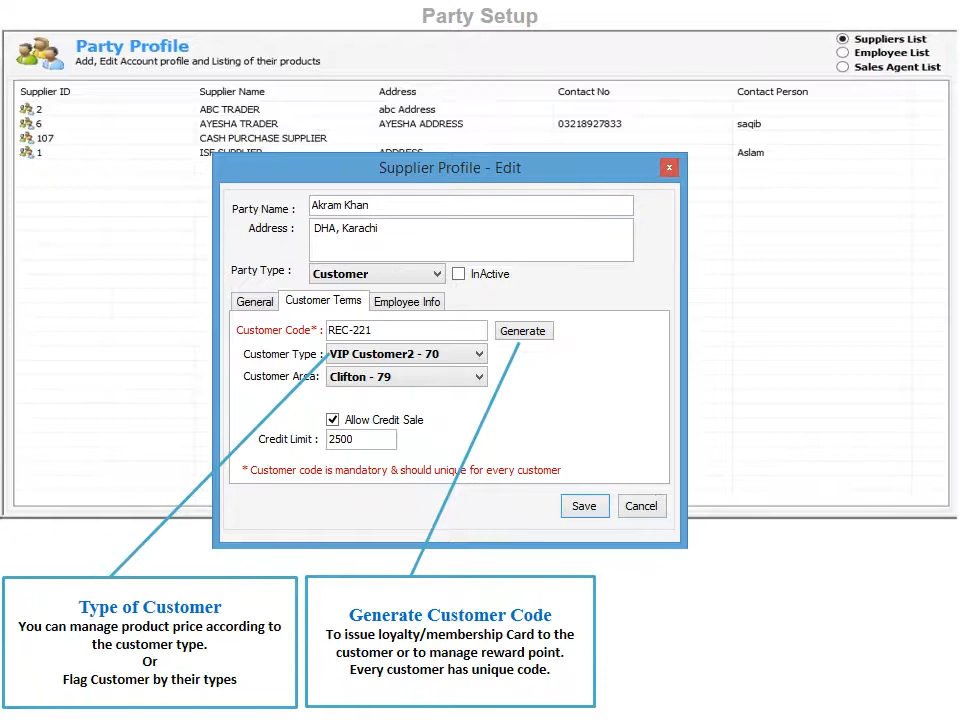 Party Setup
Party Profile
Add, Edit Account profile and Listing of their products
Suppliers List
Employee List
Sales Agent List
Supplier ID Supplier Name Address Contact No Contact Person
2 ABC TRADER abc Address
6 AYESHA TRADER AYESHA ADDRESS 03218927833 saqib
107 CASH PURCHASE SUPPLIER
1 ISF SUPPLIER ADDRESS Aslam
Supplier Profile - Edit
x
Party Name : Akram Khan
Address : DHA, Karachi
Party Type : Customer InActive
General Customer Terms Employee Info
Customer Code* : REC-221 Generate
Customer Type : VIP Customer2 - 70
Customer Area: Clifton - 79
Allow Credit Sale
Credit Limit : 2500
* Customer code is mandatory & should unique for every customer
Save Cancel
Type of Customer
You can manage product price according to
the customer type.
Or
Flag Customer by their types
Generate Customer Code
To issue loyalty/membership Card to the
customer or to manage reward point.
Every customer has unique code.